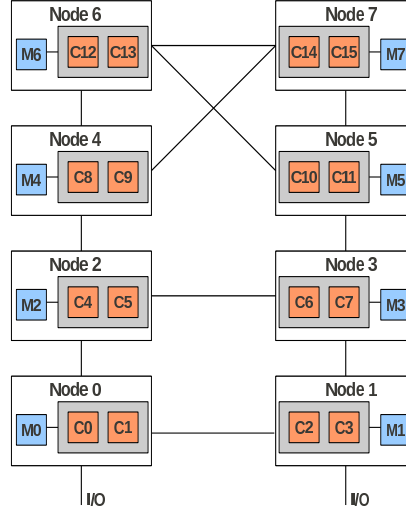 Node 6
Node 7
M6 C12 C13
C14 C15 M7
Node 4
Node 5
M4 C8 C9
C10 C11 M5
Node 2
Node 3
M2 C4 C5
C6 C7 M3
Node 0
Node 1
M0 C0 C1
C2 C3 M1
I/O
I/O